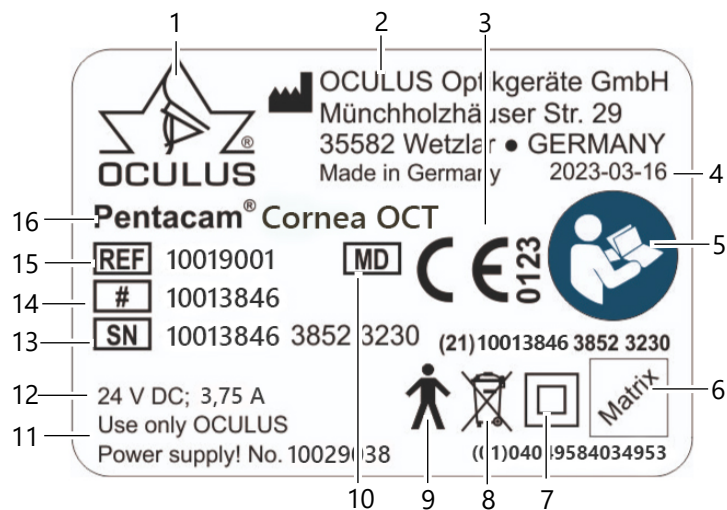 1
2
3
OCULUS®
OCULUS Optikgeräte GmbH
Münchholzhäuser Str. 29
35582 Wetzlar ● GERMANY
Made in Germany 2023-03-16
4
16
Pentacam® Cornea OCT
5
15
REF 10019001
MD
CE 0123
14
# 10013846
13
SN 10013846 3852 3230
(21)10013846 3852 3230
12
24 V DC; 3,75 A
Matrix
6
11
Use only OCULUS
Power supply! No. 10029038
(01)04049584034953
10
9
8
7